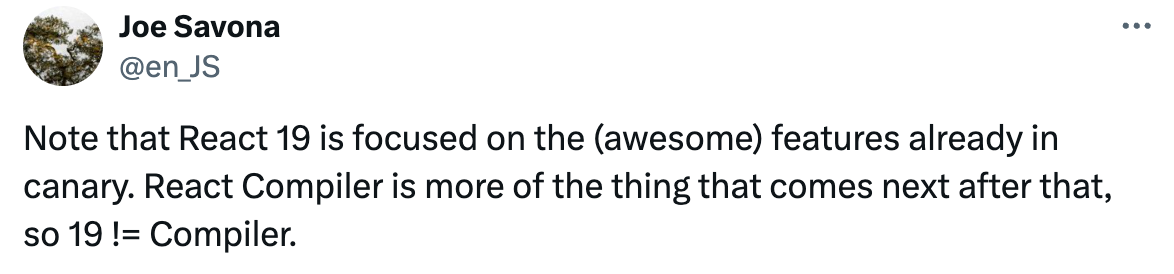 Joe Savona
@en_JS
Note that React 19 is focused on the (awesome) features already in
canary. React Compiler is more of the thing that comes next after that,
so 19 != Compiler.